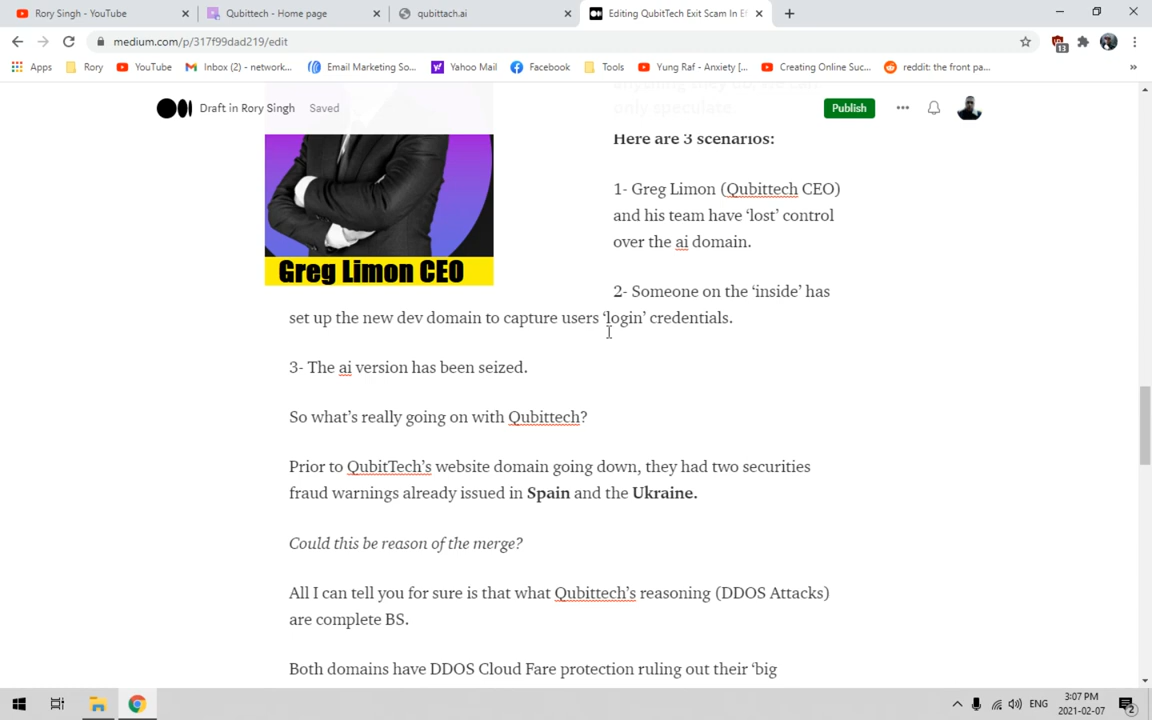 Rory Singh - YouTube
Qubittech - Home page
qubittach.ai
Editing QubitTech Exit Scam In Ef
medium.com/p/317f99dad219/edit
13
Apps
Rory
YouTube
Inbox (2) - network...
Email Marketing So...
Yahoo Mail
Facebook
Tools
Yung Raf - Anxiety [...
Creating Online Suc...
reddit: the front pa...
»
only speculate.
Draft in Rory Singh
Saved
Publish
Here are 3 scenarios:
1- Greg Limon (Qubittech CEO)
and his team have ‘lost’ control
over the ai domain.
Greg Limon CEO
2- Someone on the ‘inside’ has
set up the new dev domain to capture users ‘login’ credentials.
3- The ai version has been seized.
So what’s really going on with Qubittech?
Prior to QubitTech’s website domain going down, they had two securities
fraud warnings already issued in Spain and the Ukraine.
Could this be reason of the merge?
All I can tell you for sure is that what Qubittech’s reasoning (DDOS Attacks)
are complete BS.
Both domains have DDOS Cloud Fare protection ruling out their ‘big
ENG
3:07 PM
2021-02-07
2